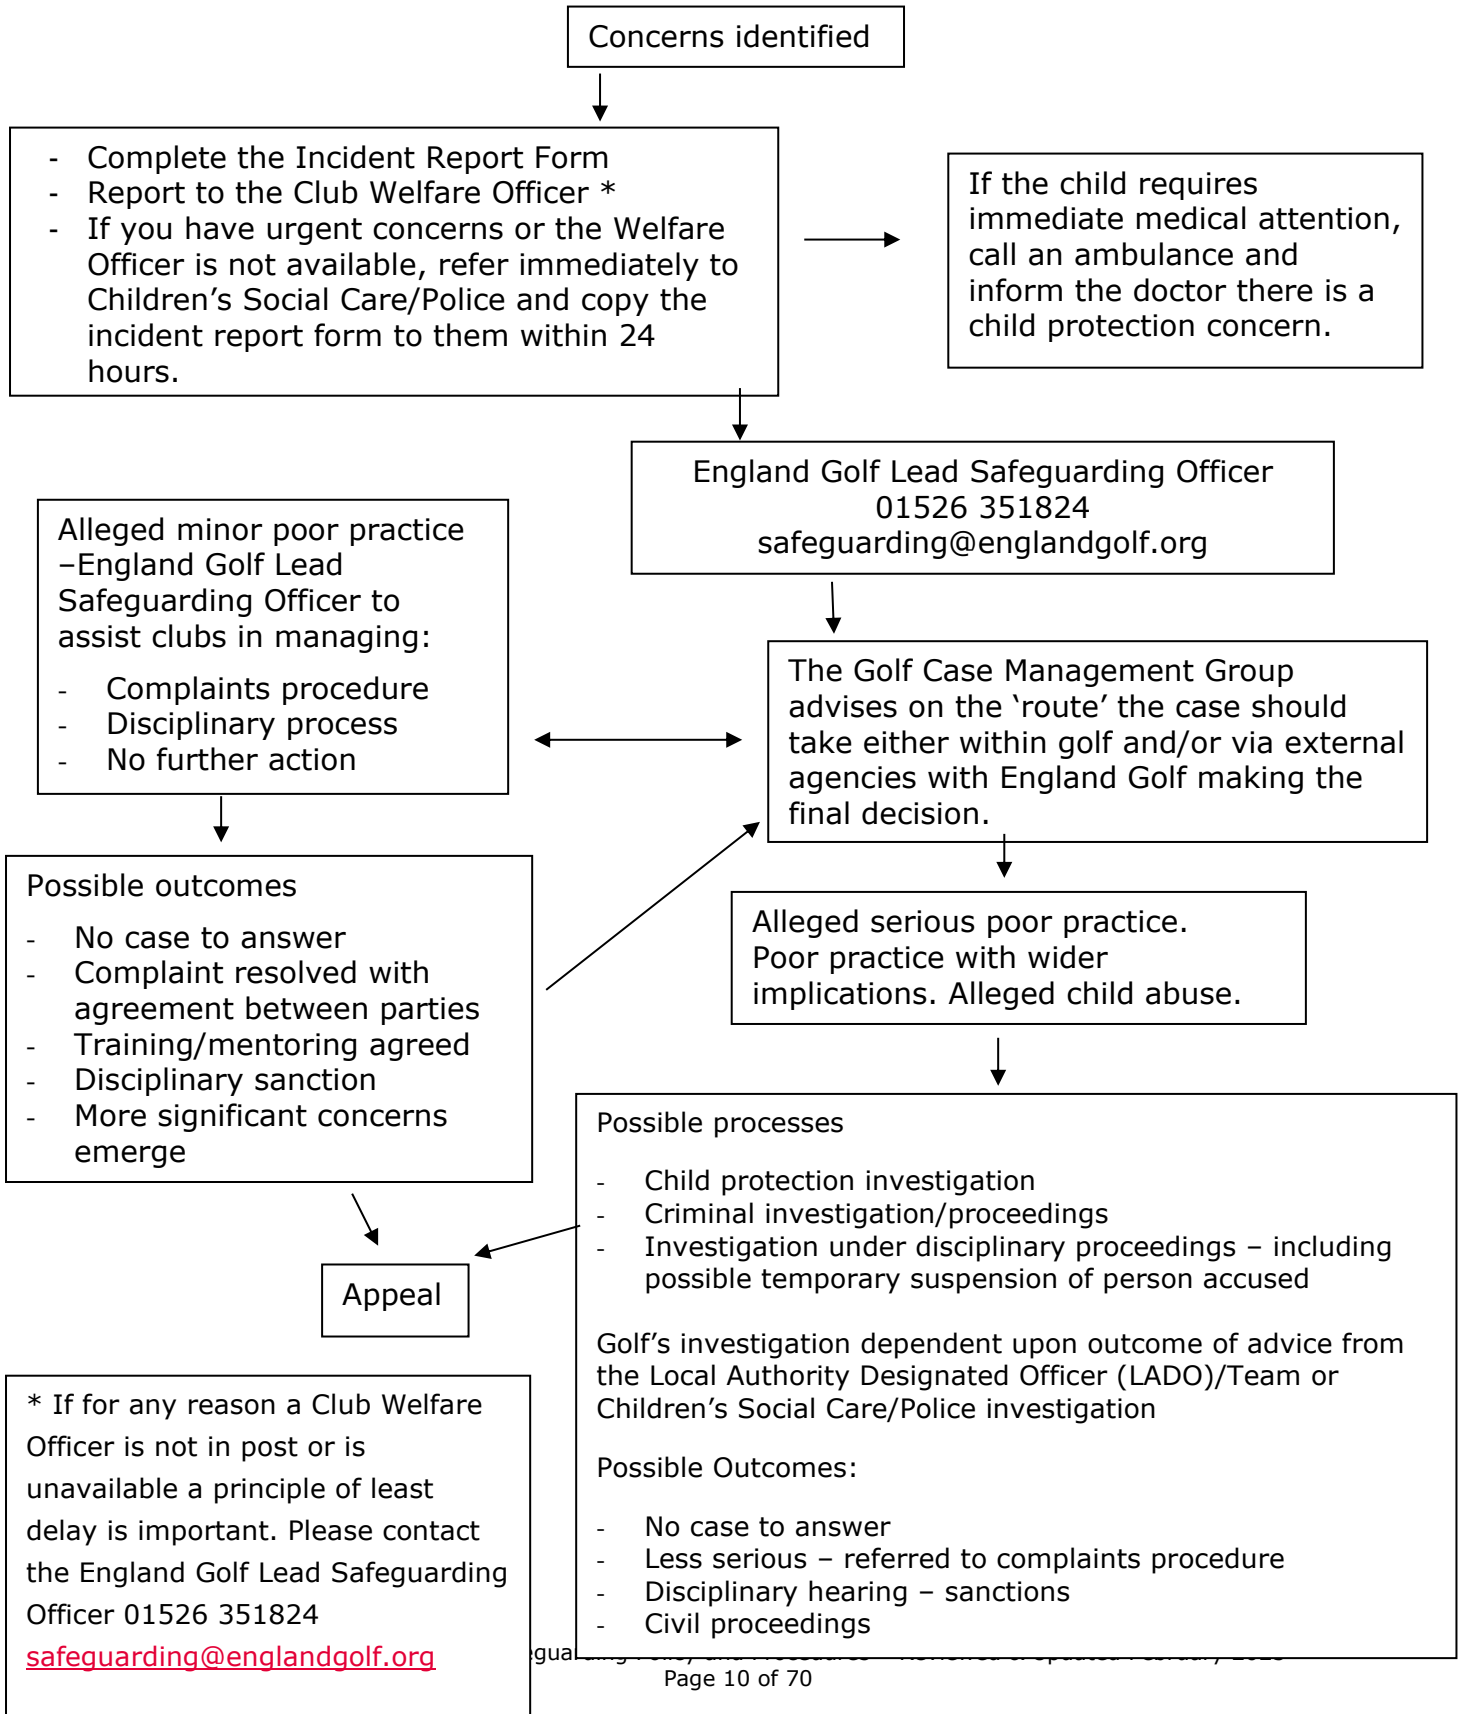 Concerns identified
- Complete the Incident Report Form
- Report to the Club Welfare Officer *
- If you have urgent concerns or the Welfare
Officer is not available, refer immediately to
Children’s Social Care/Police and copy the
incident report form to them within 24
hours.
If the child requires
immediate medical attention,
call an ambulance and
inform the doctor there is a
child protection concern.
England Golf Lead Safeguarding Officer
01526 351824
safeguarding@englandgolf.org
Alleged minor poor practice
–England Golf Lead
Safeguarding Officer to
assist clubs in managing:
- Complaints procedure
- Disciplinary process
- No further action
The Golf Case Management Group
advises on the ‘route’ the case should
take either within golf and/or via external
agencies with England Golf making the
final decision.
Possible outcomes
- No case to answer
- Complaint resolved with
agreement between parties
- Training/mentoring agreed
- Disciplinary sanction
- More significant concerns
emerge
Alleged serious poor practice.
Poor practice with wider
implications. Alleged child abuse.
Possible processes
- Child protection investigation
- Criminal investigation/proceedings
- Investigation under disciplinary proceedings – including
possible temporary suspension of person accused
Golf’s investigation dependent upon outcome of advice from
the Local Authority Designated Officer (LADO)/Team or
Children’s Social Care/Police investigation
Possible Outcomes:
- No case to answer
- Less serious – referred to complaints procedure
- Disciplinary hearing – sanctions
- Civil proceedings
Appeal
* If for any reason a Club Welfare
Officer is not in post or is
unavailable a principle of least
delay is important. Please contact
the England Golf Lead Safeguarding
Officer 01526 351824
safeguarding@englandgolf.org
Page 10 of 70